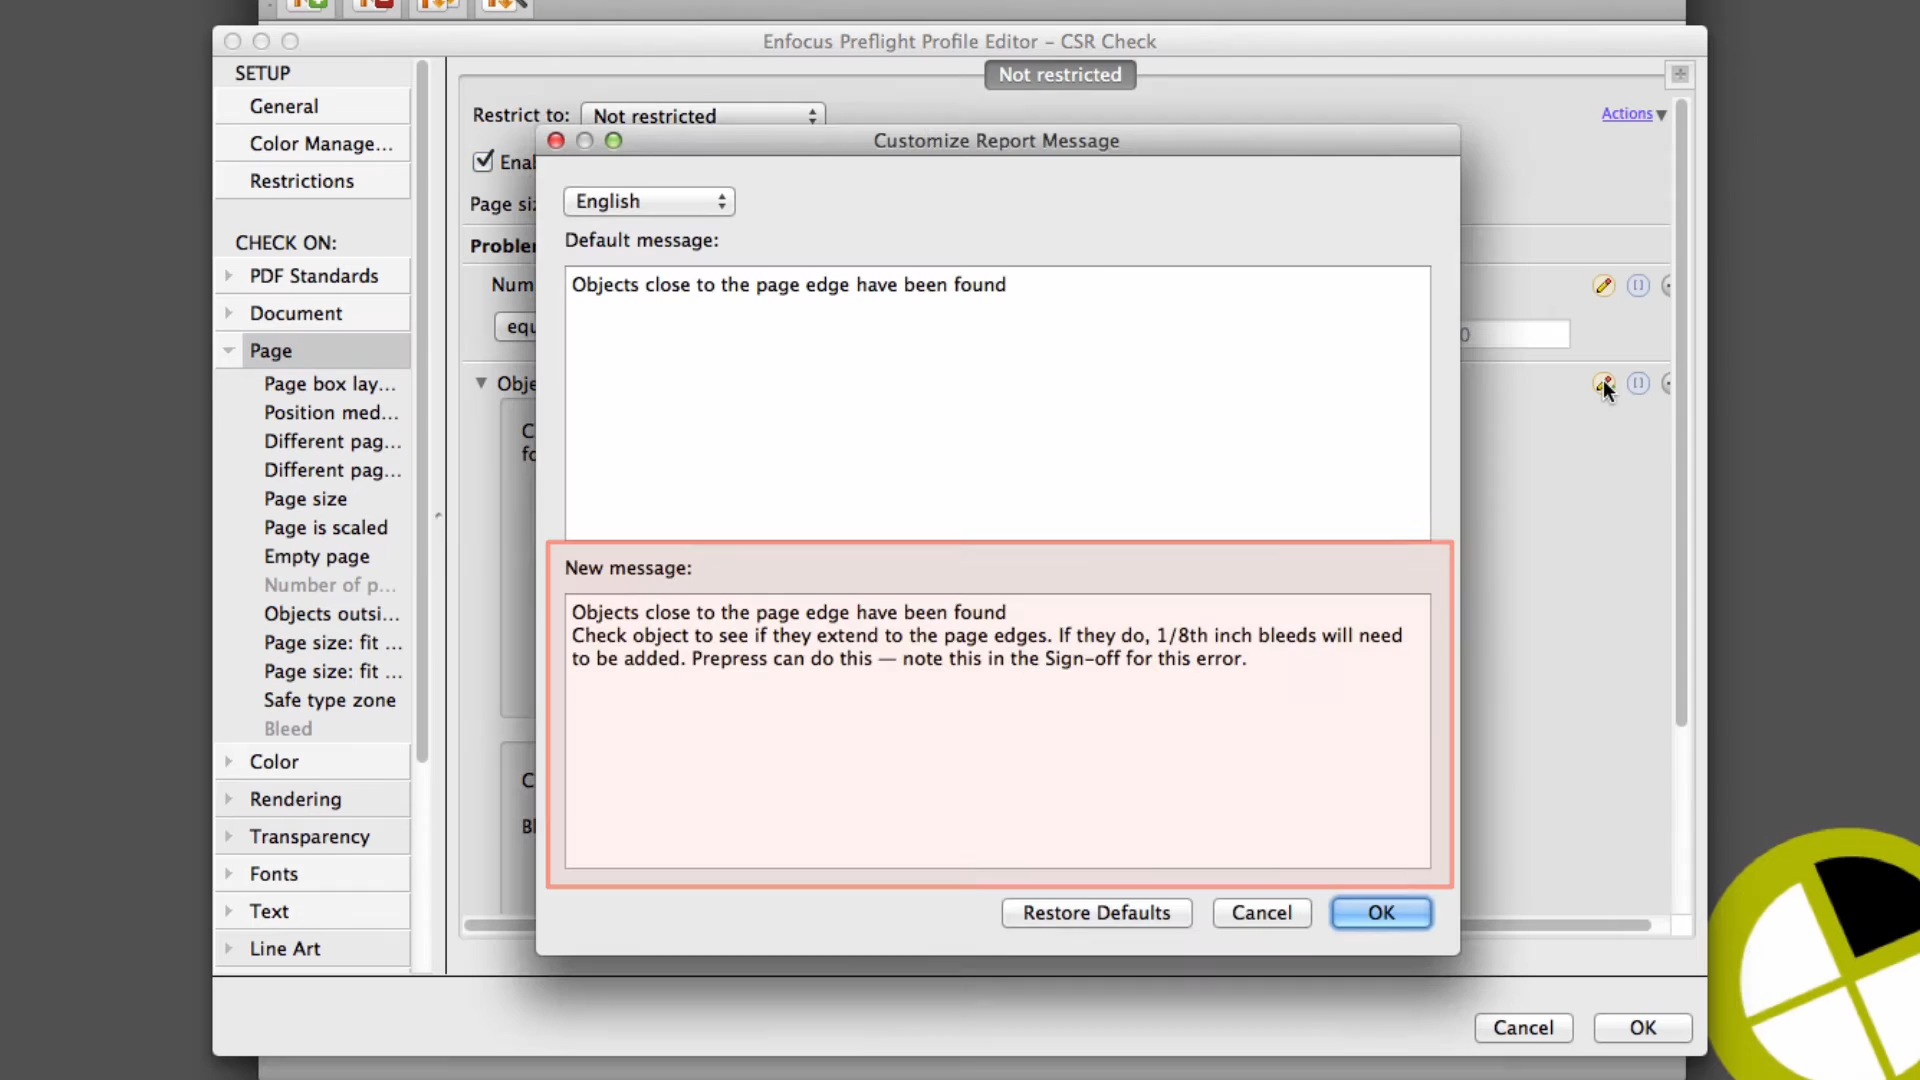 Enfocus Preflight Profile Editor – CSR Check
Not restricted
SETUP
General
Color Manage...
Restrictions
CHECK ON:
PDF Standards
Document
Page
Page box lay...
Position med...
Different pag...
Different pag...
Page size
Page is scaled
Empty page
Number of p...
Objects outsi...
Page size: fit ...
Page size: fit ...
Safe type zone
Bleed
Color
Rendering
Transparency
Fonts
Text
Line Art
Restrict to: Not restricted
Actions
Customize Report Message
English
Default message:
Objects close to the page edge have been found
New message:
Objects close to the page edge have been found
Check object to see if they extend to the page edges. If they do, 1/8th inch bleeds will need
to be added. Prepress can do this — note this in the Sign-off for this error.
Restore Defaults
Cancel
OK
Cancel
OK